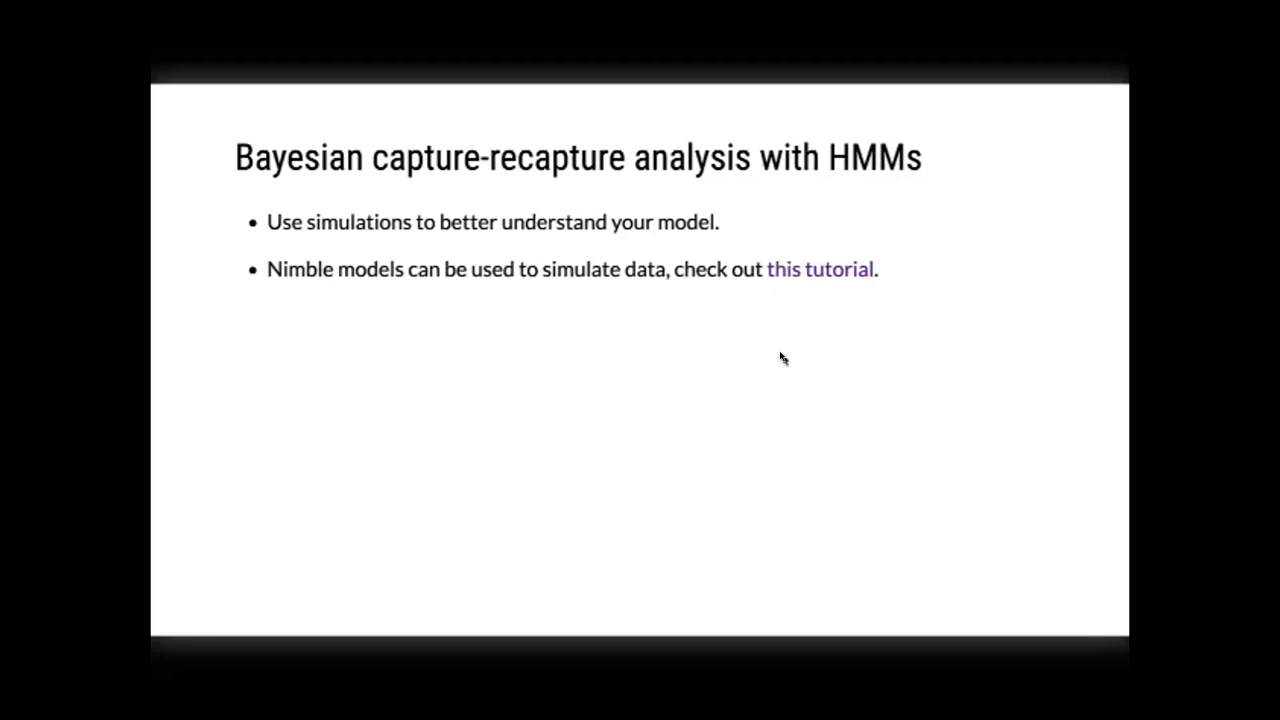 Bayesian capture-recapture analysis with HMMs
• Use simulations to better understand your model.
• Nimble models can be used to simulate data, check out this tutorial.